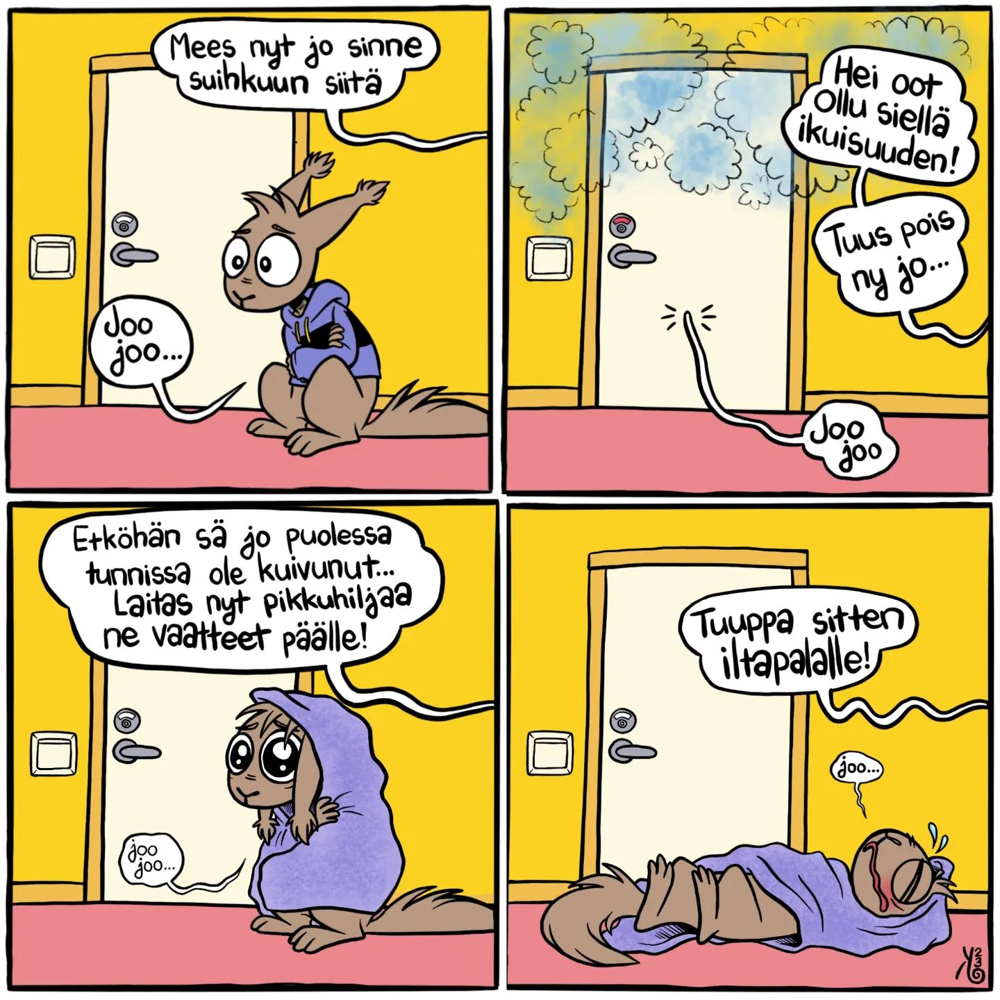 Mees nyt jo sinne
suihkuun siitä
Joo
joo...
Hei oot
ollu siellä
ikuisuuden!
Tuus pois
ny jo...
Joo
joo
Etköhän sä jo puolessa
tunnissa ole kuivunut...
Laitas nyt pikkuhiljaa
ne vaatteet päälle!
joo
joo...
Tuuppa sitten
iltapalalle!
joo...